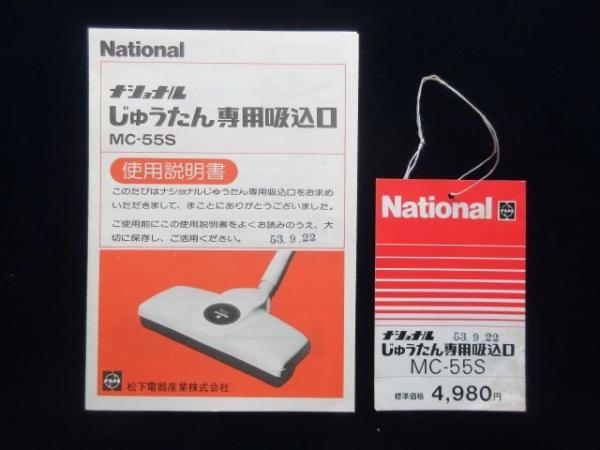 National
ナショナル
じゅうたん専用吸込口
MC-55S
使用説明書
このたびはナショナルじゅうたん専用吸込口をお求め
いただきまして、まことにありがとうございました。
ご使用前にこの使用説明書をよくお読みのうえ、大
切に保存し、ご活用ください。
53.9.22
松下電器産業株式会社
National
ナショナル
53.9.22
じゅうたん専用吸込口
MC-55S
標準価格 4,980円